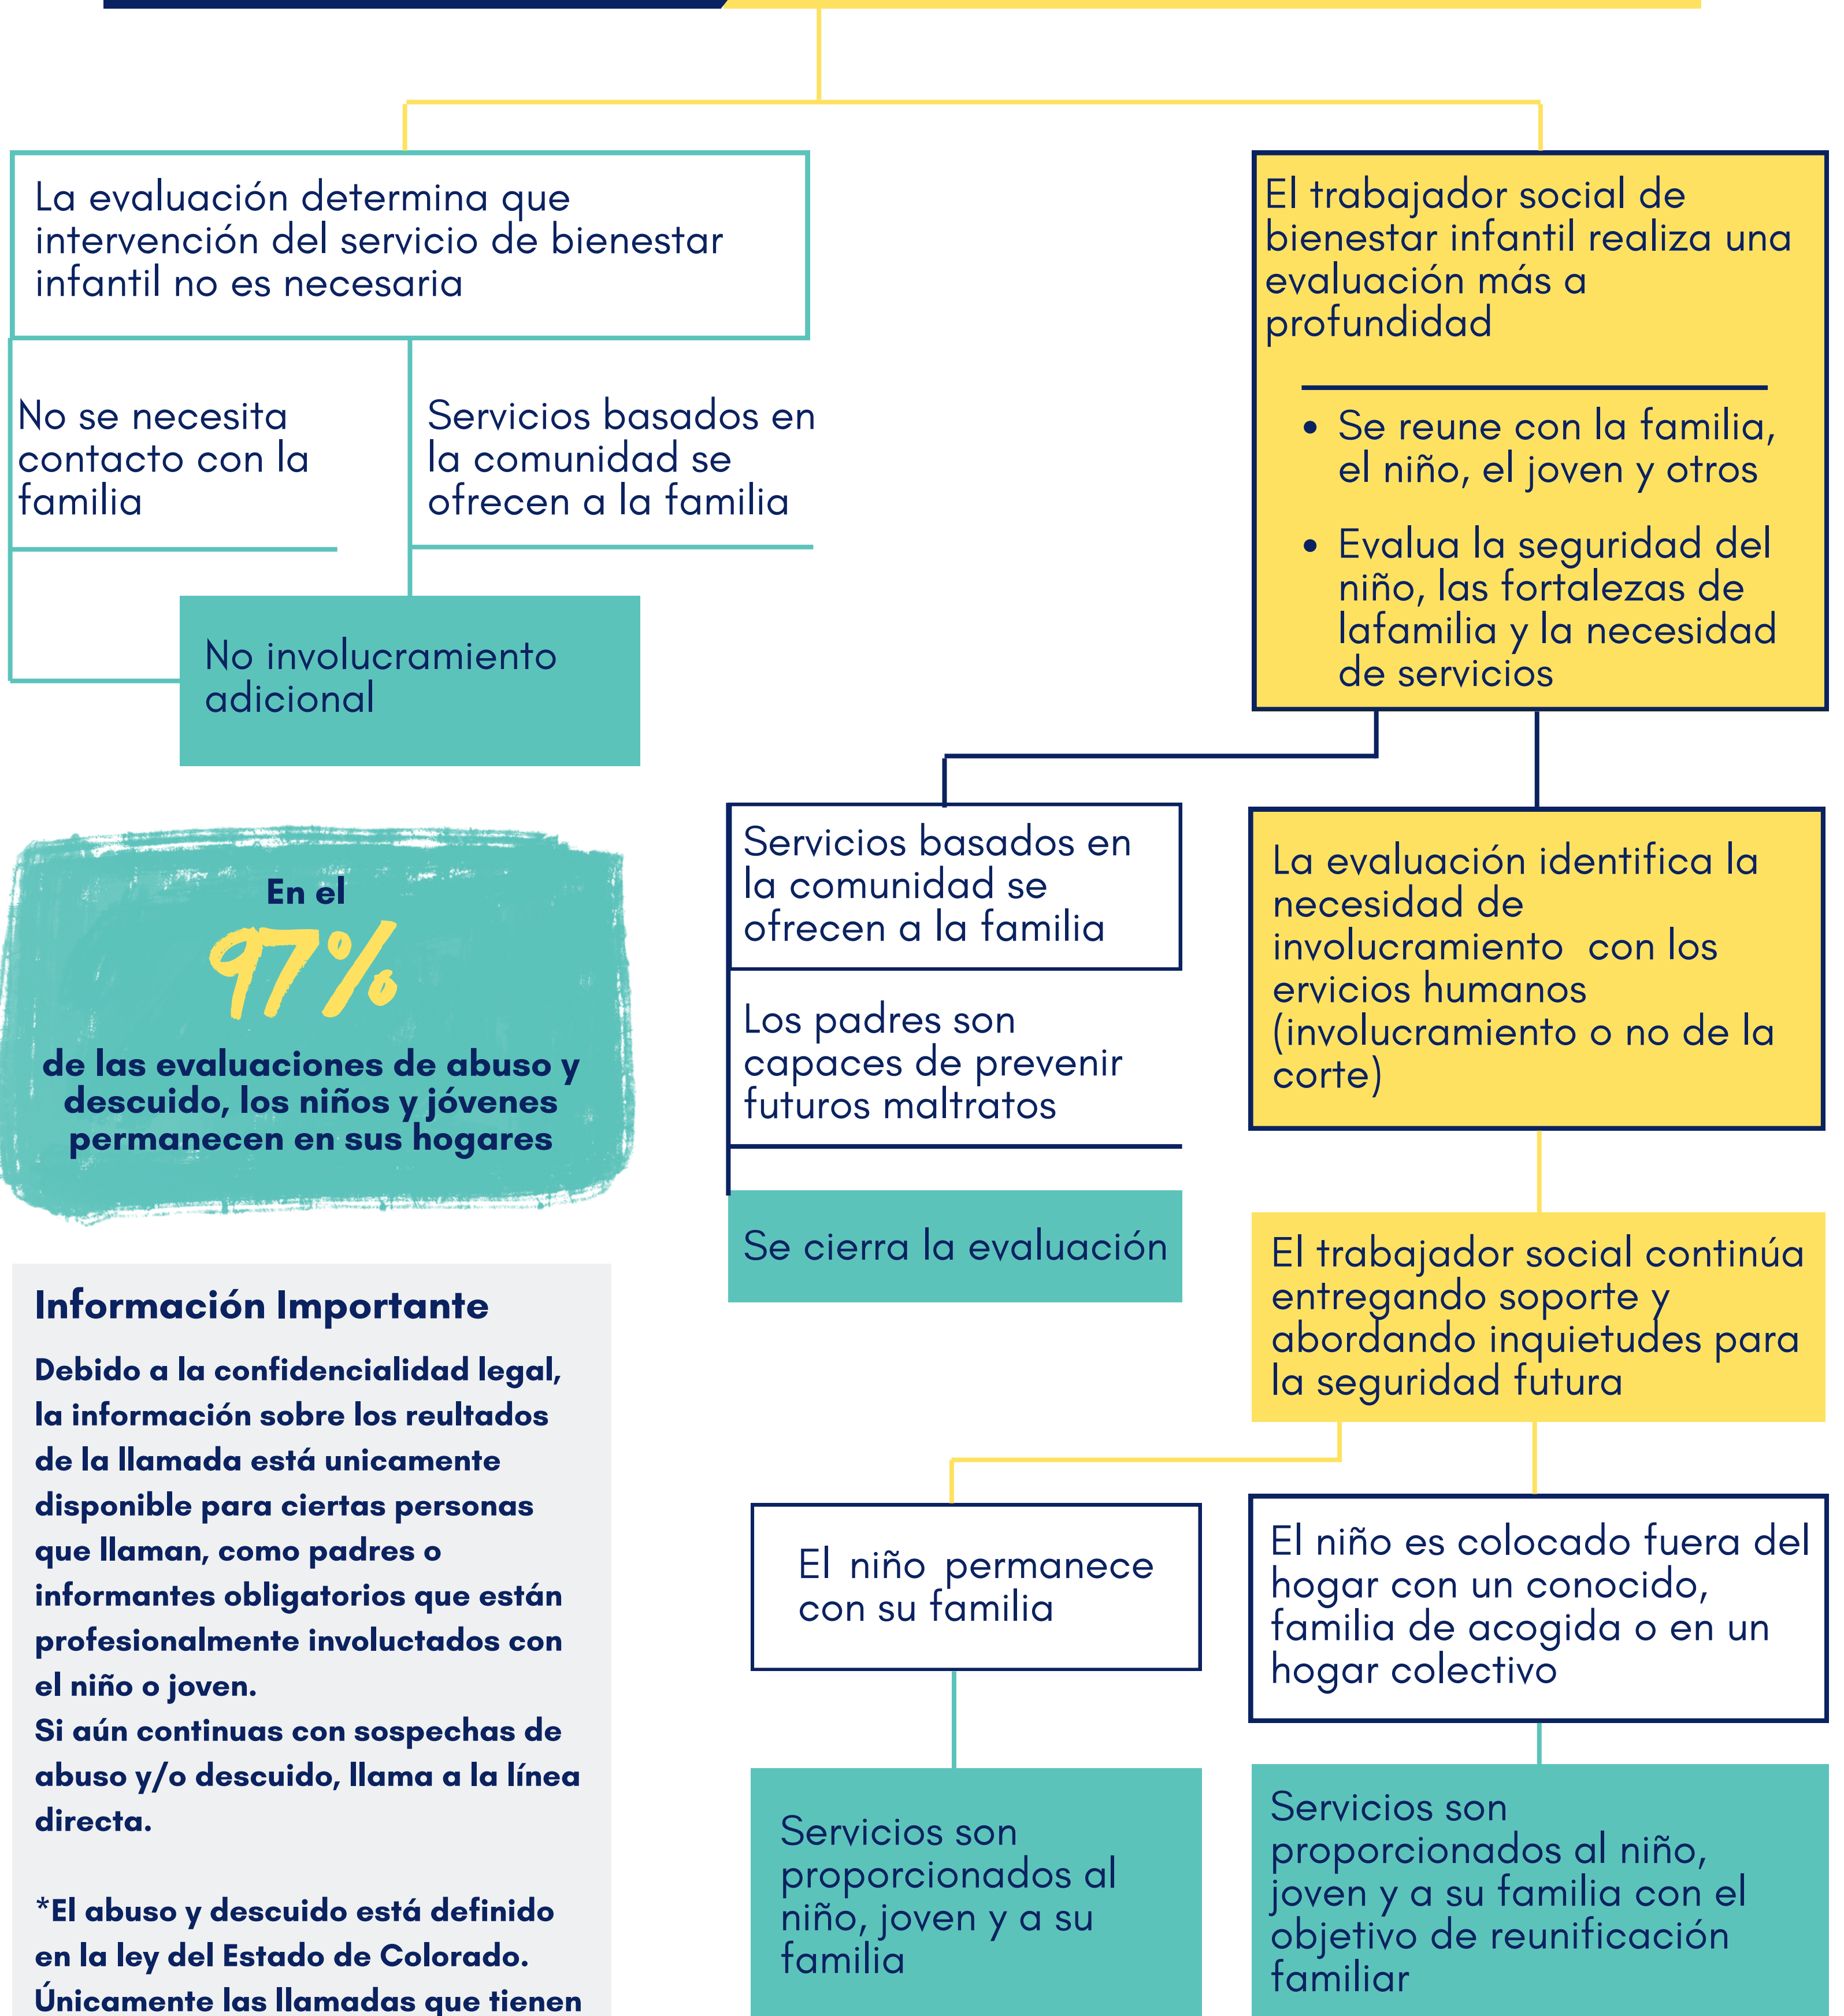 La evaluación determina que
intervención del servicio de bienestar
infantil no es necesaria
No se necesita
contacto con la
familia
Servicios basados en
la comunidad se
ofrecen a la familia
No involucramiento
adicional
El trabajador social de
bienestar infantil realiza una
evaluación más a
profundidad
• Se reune con la familia,
el niño, el joven y otros
• Evalua la seguridad del
niño, las fortalezas de
lafamilia y la necesidad
de servicios
Servicios basados en
la comunidad se
ofrecen a la familia
Los padres son
capaces de prevenir
futuros maltratos
Se cierra la evaluación
La evaluación identifica la
necesidad de
involucramiento con los
ervicios humanos
(involucramiento o no de la
corte)
El trabajador social continúa
entregando soporte y
abordando inquietudes para
la seguridad futura
El niño permanece
con su familia
El niño es colocado fuera del
hogar con un conocido,
familia de acogida o en un
hogar colectivo
Servicios son
proporcionados al
niño, joven y a su
familia
Servicios son
proporcionados al niño,
joven y a su familia con el
objetivo de reunificación
familiar
En el
97%
de las evaluaciones de abuso y
descuido, los niños y jóvenes
permanecen en sus hogares
Información Importante
Debido a la confidencialidad legal,
la información sobre los reultados
de la llamada está unicamente
disponible para ciertas personas
que llaman, como padres o
informantes obligatorios que están
profesionalmente involuctados con
el niño o joven.
Si aún continuas con sospechas de
abuso y/o descuido, llama a la línea
directa.
*El abuso y descuido está definido
en la ley del Estado de Colorado.
Únicamente las llamadas que tienen